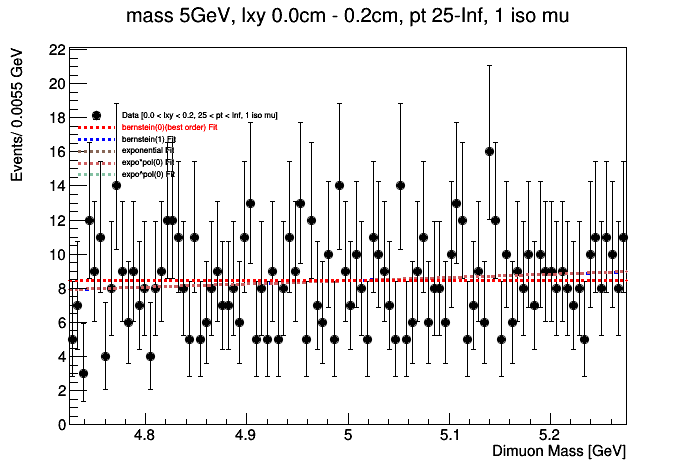 mass 5GeV, lxy 0.0cm - 0.2cm, pt 25-Inf, 1 iso mu
Events/ 0.0055 GeV
22
20
18
16
14
12
10
8
6
4
2
0
Data [0.0 < lxy < 0.2, 25 < pt < Inf, 1 iso mu]
bernstein(0)(best order) Fit
bernstein(1) Fit
exponential Fit
expo*pol(0) Fit
expo^pol(0) Fit
4.8 4.9 5 5.1 5.2
Dimuon Mass [GeV]